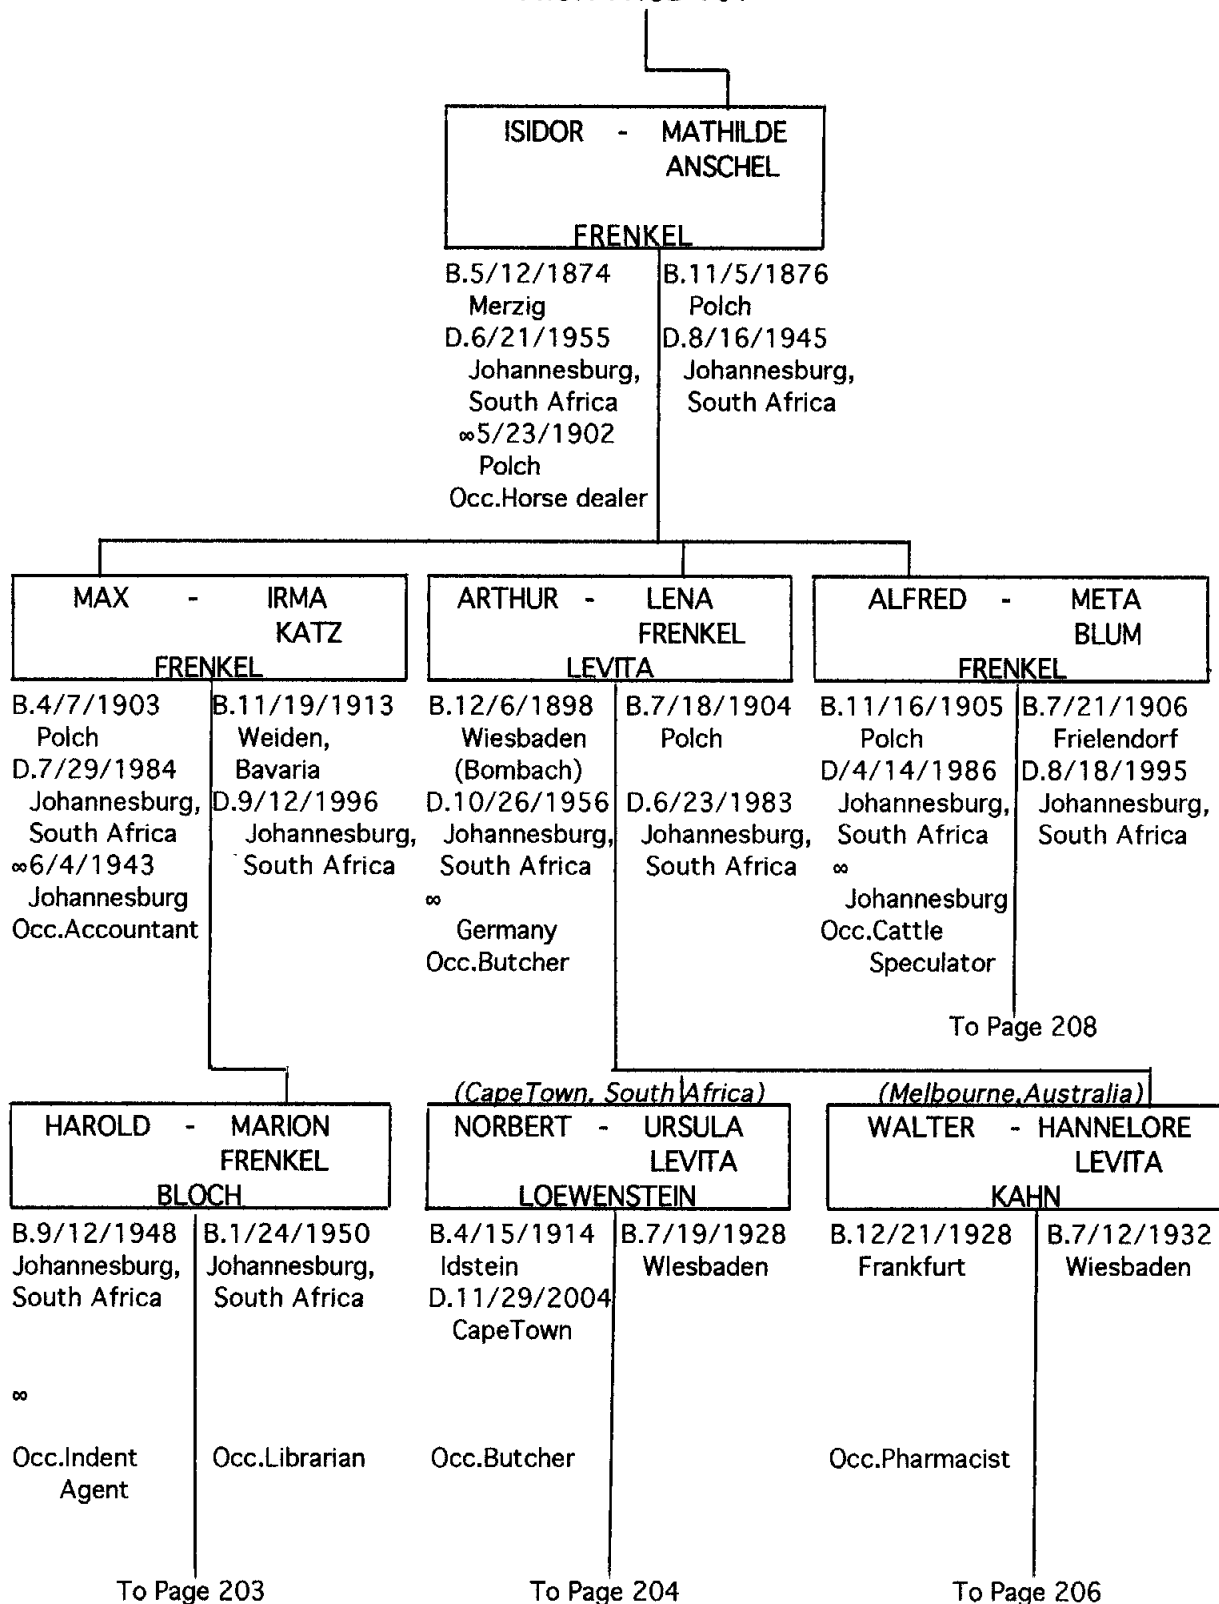 ISIDOR - MATHILDE
ANSCHEL
FRENKEL
B.5/12/1874
Merzig
D.6/21/1955
Johannesburg,
South Africa
∞5/23/1902
Polch
Occ.Horse dealer
B.11/5/1876
Polch
D.8/16/1945
Johannesburg,
South Africa
MAX - IRMA
KATZ
FRENKEL
B.4/7/1903
Polch
D.7/29/1984
Johannesburg,
South Africa
∞6/4/1943
Johannesburg
Occ.Accountant
B.11/19/1913
Weiden,
Bavaria
D.9/12/1996
Johannesburg,
South Africa
ARTHUR - LENA
FRENKEL
LEVITA
B.12/6/1898
Wiesbaden
(Bombach)
D.10/26/1956
Johannesburg,
South Africa
∞
Germany
Occ.Butcher
B.7/18/1904
Polch
D.6/23/1983
Johannesburg,
South Africa
ALFRED - META
BLUM
FRENKEL
B.11/16/1905
Polch
D/4/14/1986
Johannesburg,
South Africa
∞
Johannesburg
Occ.Cattle
Speculator
B.7/21/1906
Frielendorf
D.8/18/1995
Johannesburg,
South Africa
To Page 208
HAROLD - MARION
FRENKEL
BLOCH
B.9/12/1948
Johannesburg,
South Africa
∞
Occ.Indent
Agent
B.1/24/1950
Johannesburg,
South Africa
Occ.Librarian
To Page 203
(CapeTown, South Africa)
NORBERT - URSULA
LEVITA
LOEWENSTEIN
B.4/15/1914
Idstein
D.11/29/2004
CapeTown
Occ.Butcher
B.7/19/1928
WIesbaden
To Page 204
(Melbourne,Australia)
WALTER - HANNELORE
LEVITA
KAHN
B.12/21/1928
Frankfurt
Occ.Pharmacist
B.7/12/1932
Wiesbaden
To Page 206